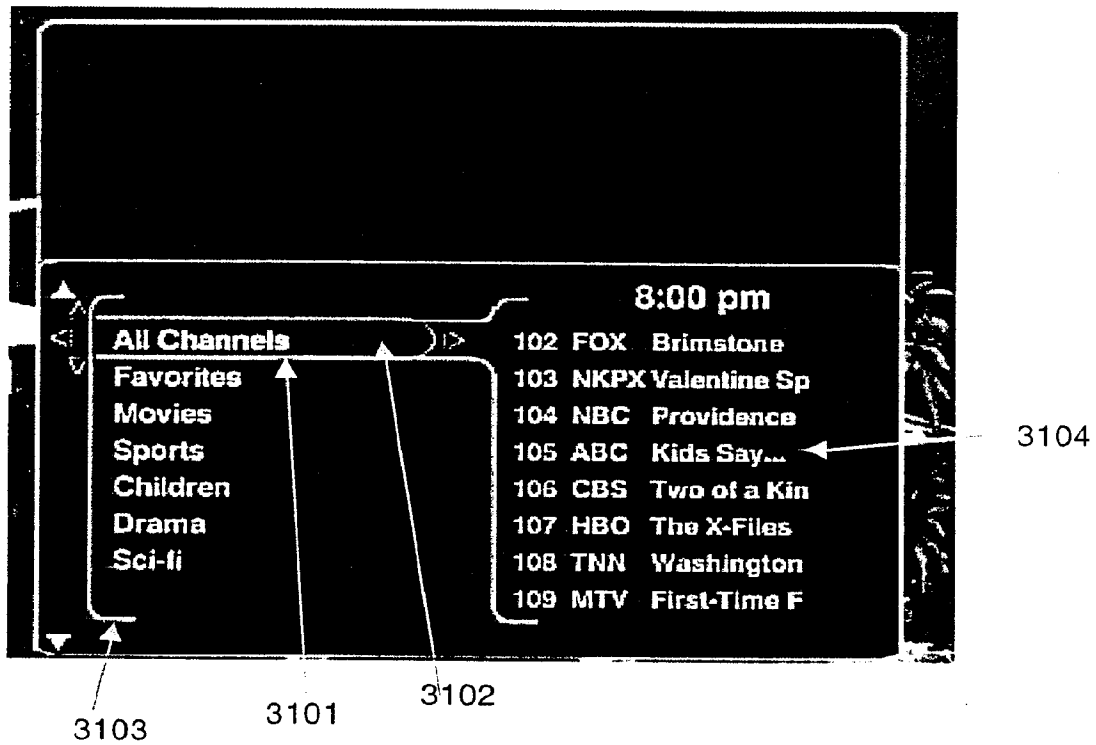 8:00 pm
All Channels
Favorites
Movies
Sports
Children
Drama
Sci-fi
102 FOX Brimstone
103 NKPX Valentine Sp
104 NBC Providence
105 ABC Kids Say...
106 CBS Two of a Kin
107 HBO The X-Files
108 TNN Washington
109 MTV First-Time F
3104
3102
3101
3103